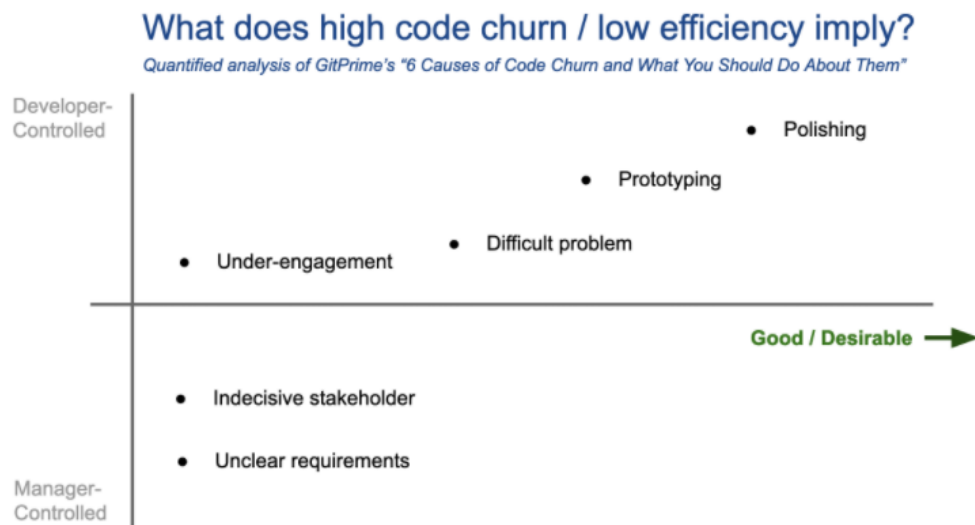 What does high code churn / low efficiency imply?
Quantified analysis of GitPrime's "6 Causes of Code Churn and What You Should Do About Them"
Developer-
Controlled
Polishing
Prototyping
Difficult problem
Under-engagement
Good / Desirable
Indecisive stakeholder
Unclear requirements
Manager-
Controlled